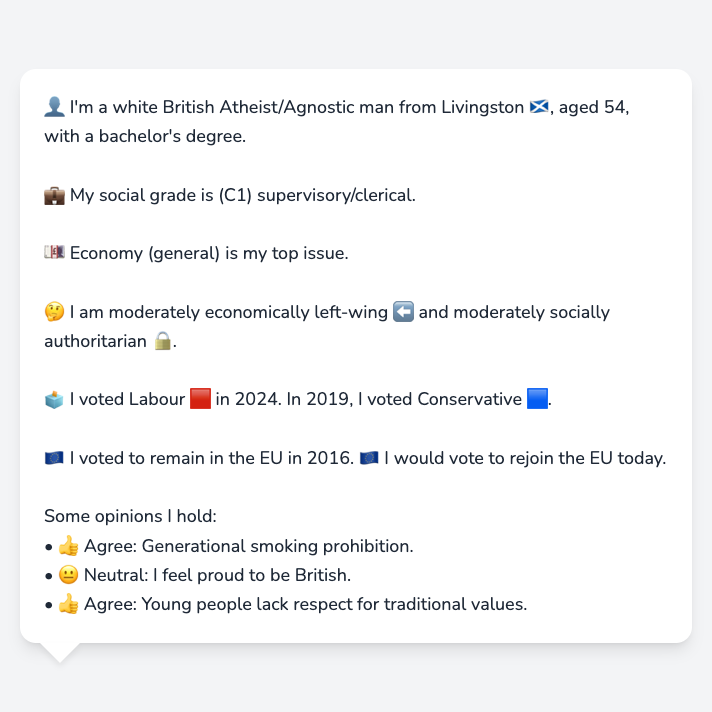 👤 I'm a white British Atheist/Agnostic man from Livingston 🏴󠁧󠁢󠁳󠁣󠁴󠁿, aged 54,
with a bachelor's degree.
💼 My social grade is (C1) supervisory/clerical.
💷 Economy (general) is my top issue.
🤔 I am moderately economically left-wing ⬅️ and moderately socially
authoritarian 🔒.
🗳️ I voted Labour 🟥 in 2024. In 2019, I voted Conservative 🟦.
🇪🇺 I voted to remain in the EU in 2016. 🇪🇺 I would vote to rejoin the EU today.
Some opinions I hold:
• 👍 Agree: Generational smoking prohibition.
• 😐 Neutral: I feel proud to be British.
• 👍 Agree: Young people lack respect for traditional values.